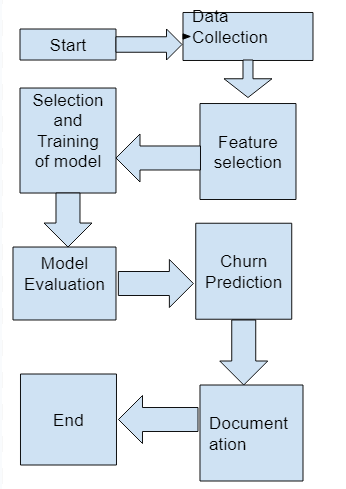 Data
Start
Collection
Selection
and
Training
of model
Feature
selection
Model
Evaluation
Churn
Prediction
End
Document
ation